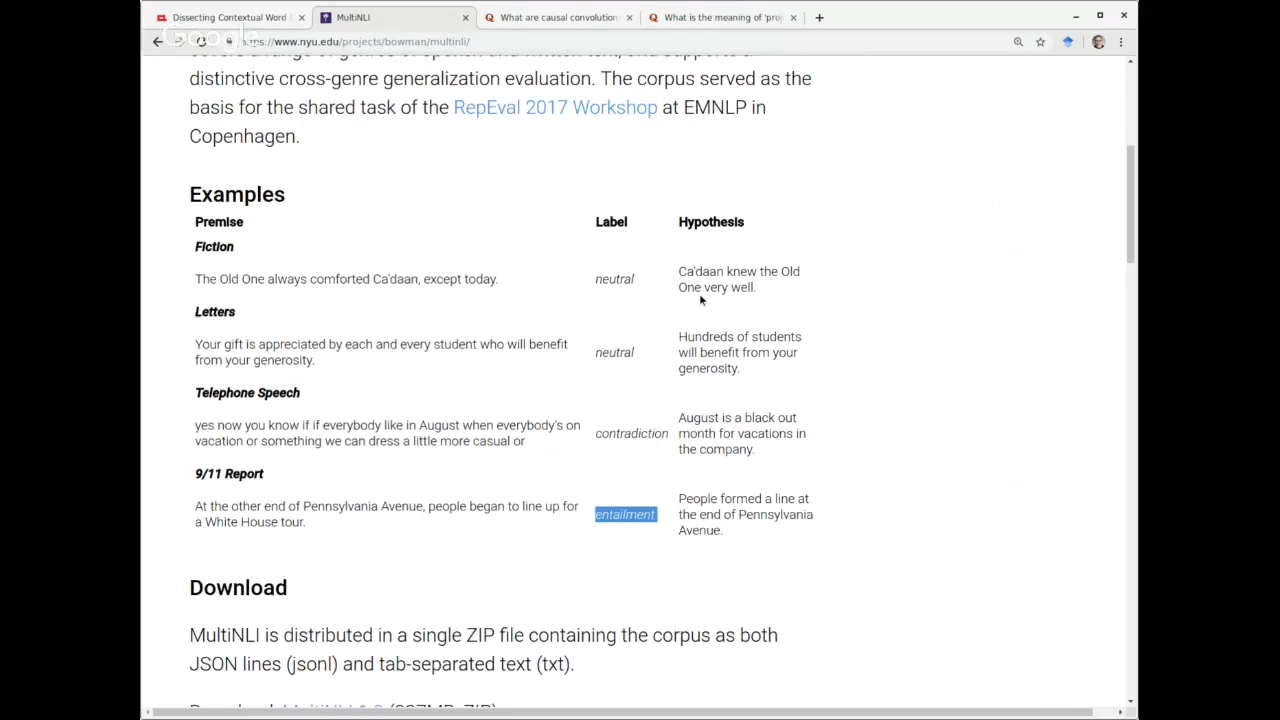 Dissecting Contextual Word
MultiNLI
What are causal convolution
What is the meaning of 'pro
Google
https://www.nyu.edu/projects/bowman/multinli/
distinctive cross-genre generalization evaluation. The corpus served as the
basis for the shared task of the RepEval 2017 Workshop at EMNLP in
Copenhagen.
Examples
Premise Label Hypothesis
Fiction
The Old One always comforted Ca'daan, except today. neutral Ca'daan knew the Old
One very well.
Letters
Your gift is appreciated by each and every student who will benefit
from your generosity.
neutral
Hundreds of students
will benefit from your
generosity.
Telephone Speech
yes now you know if if everybody like in August when everybody's on
vacation or something we can dress a little more casual or
contradiction
August is a black out
month for vacations in
the company.
9/11 Report
At the other end of Pennsylvania Avenue, people began to line up for
a White House tour.
entailment
People formed a line at
the end of Pennsylvania
Avenue.
Download
MultiNLI is distributed in a single ZIP file containing the corpus as both
JSON lines (jsonl) and tab-separated text (txt).